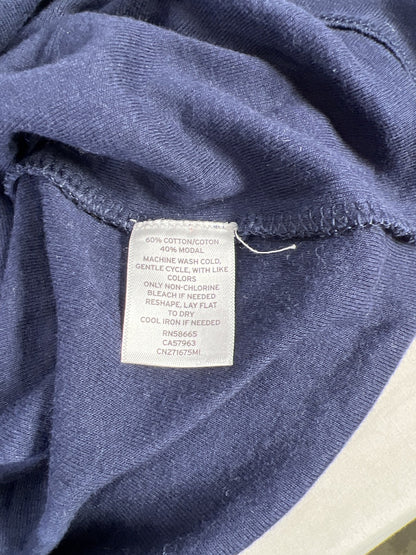 60% COTTON/COTON
40% MODAL
MACHINE WASH COLD,
GENTLE CYCLE, WITH LIKE
COLORS
ONLY NON-CHLORINE
BLEACH IF NEEDED
RESHAPE, LAY FLAT
TO DRY
COOL IRON IF NEEDED
RN58665
CA57963
CN271675MI